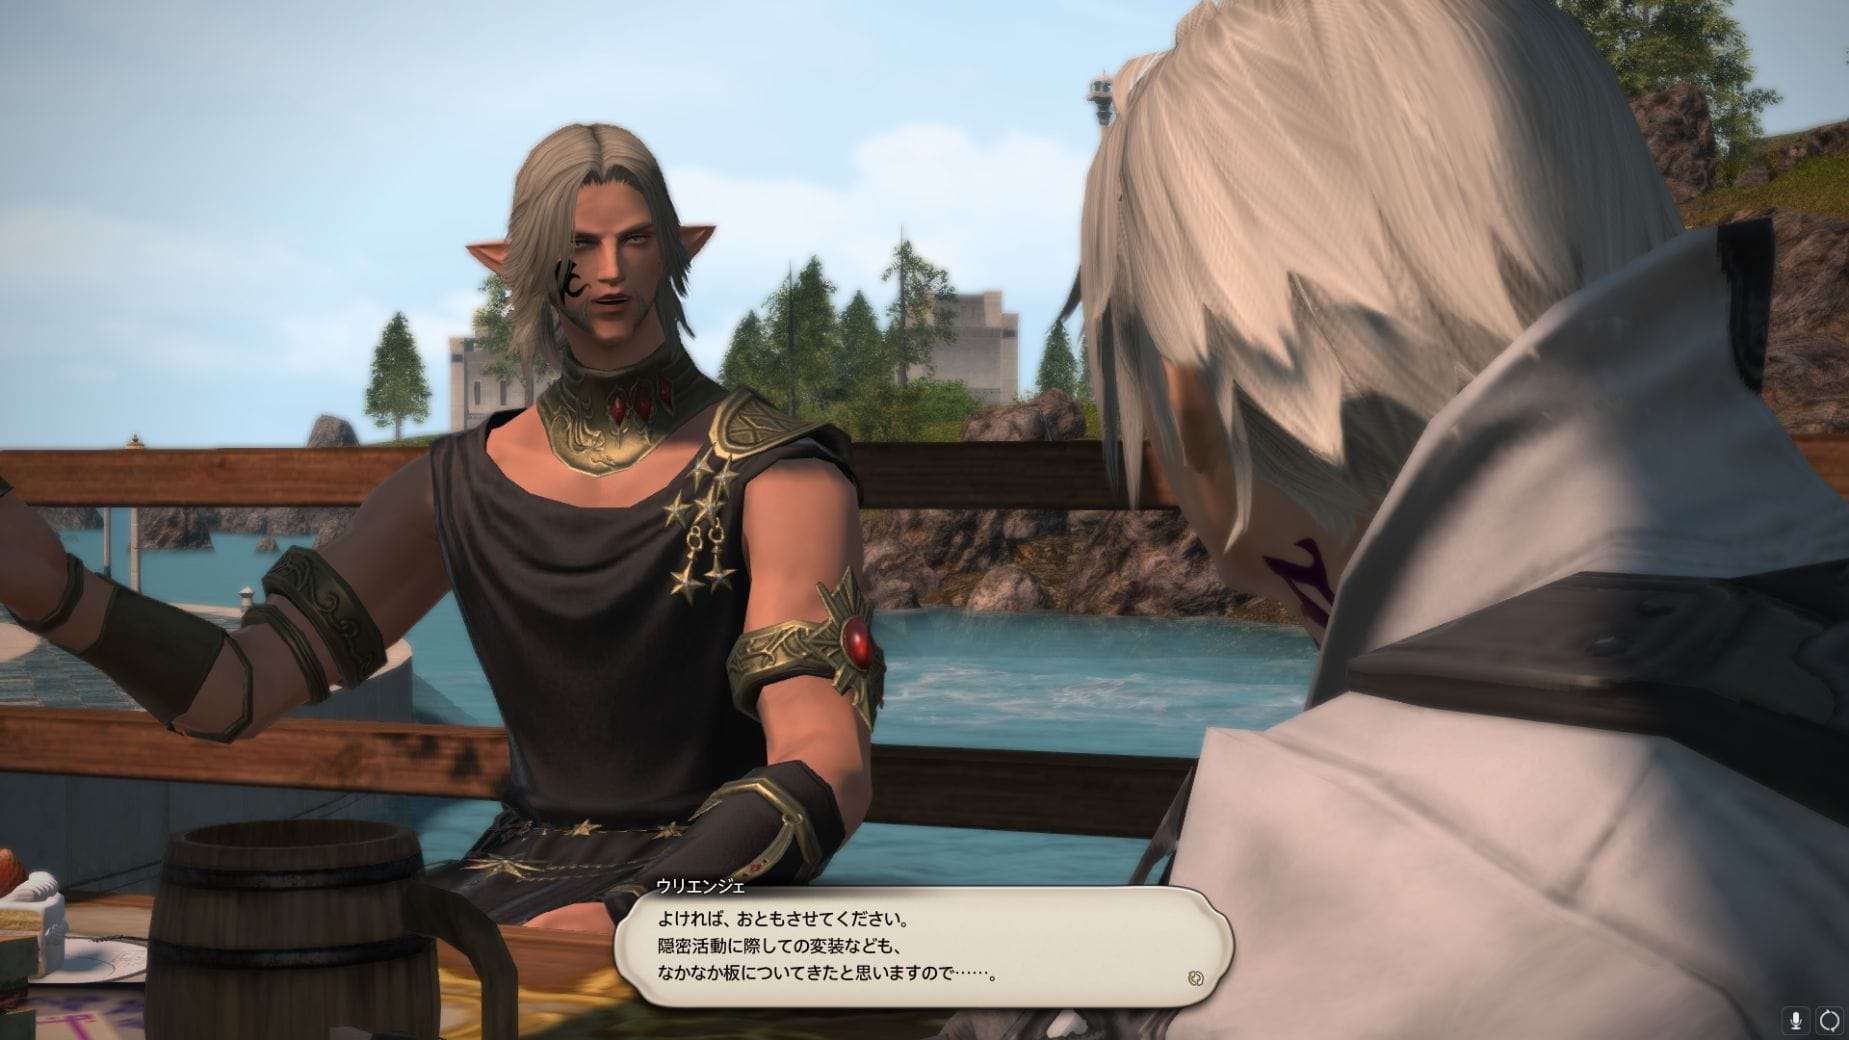 ウリエンジェ
よければ、おともさせてください。
隠密活動に際しての変装なども、
なかなか板についてきたと思いますので……。